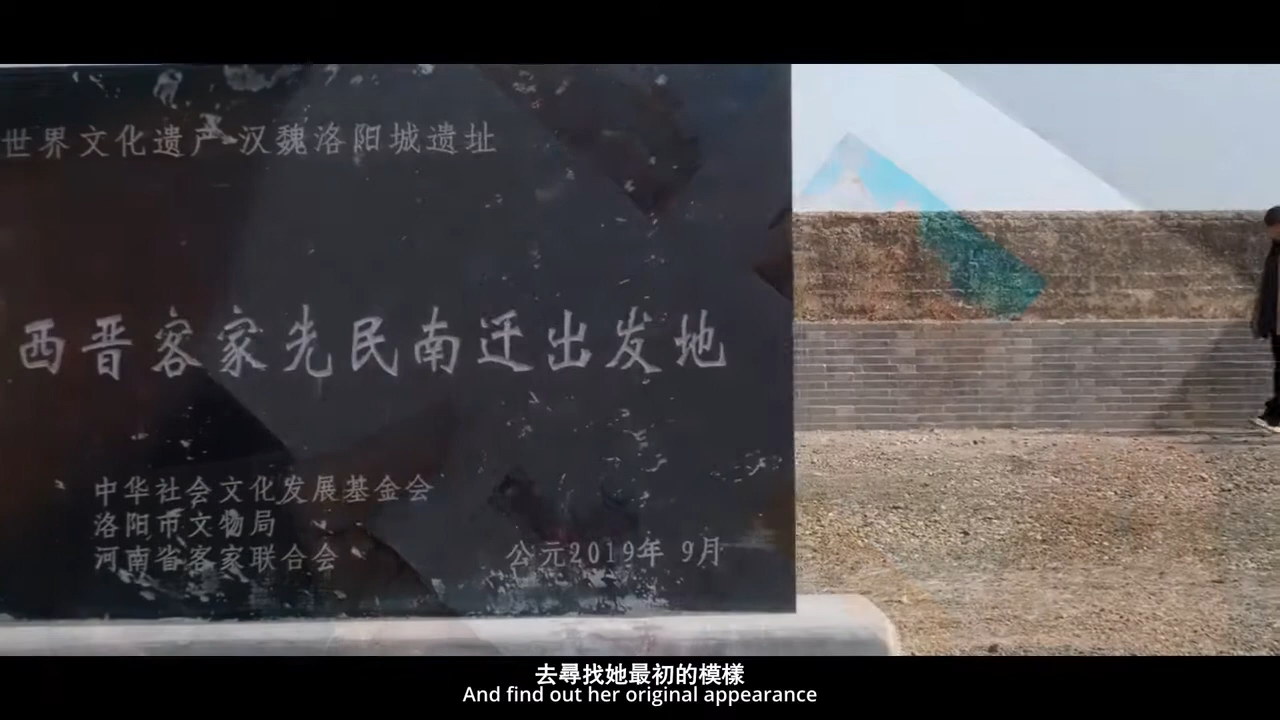 世界文化遗产-汉魏洛阳城遗址
西晋客家先民南迁出发地
中华社会文化发展基金会
洛阳市文物局
河南省客家联合会
公元2019年 9月
去尋找她最初的模樣
And find out her original appearance